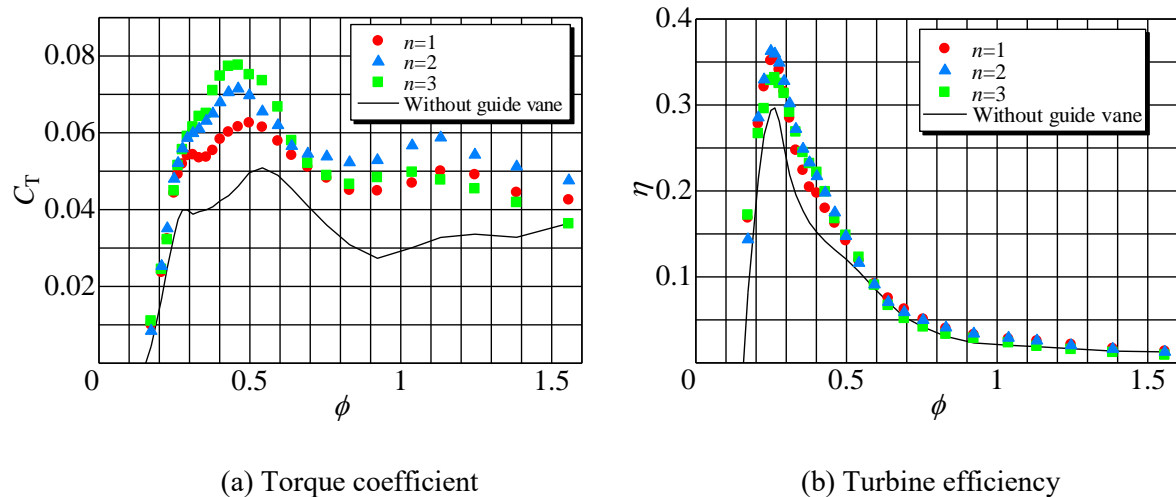 0.08
0.06
0.04
0.02
C_T
n=1
n=2
n=3
Without guide vane
0
0.5
1
1.5
ϕ
(a) Torque coefficient
0.4
0.3
0.2
0.1
η
n=1
n=2
n=3
Without guide vane
0
0.5
1
1.5
ϕ
(b) Turbine efficiency